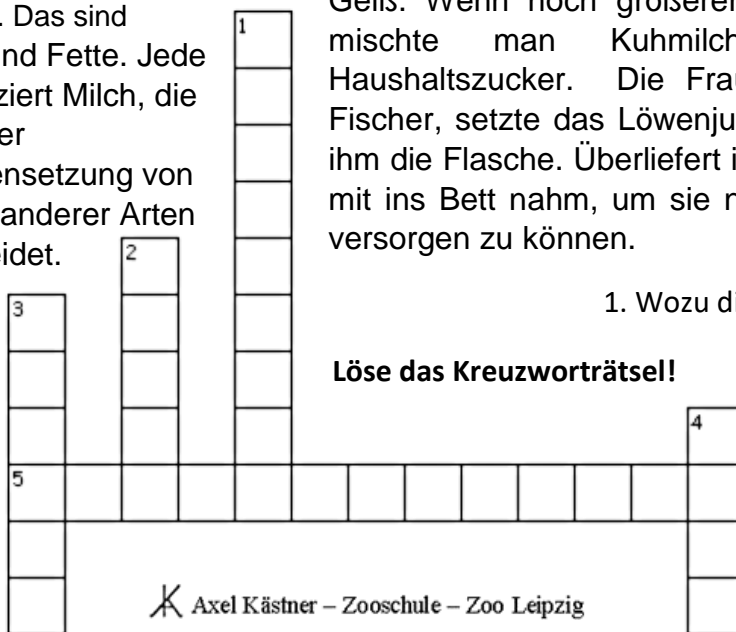 . Das sind
nd Fette. Jede
ziert Milch, die
er
ensetzung von
anderer Arten
eidet.
Geiß. Wenn noch größerer
mischte man Kuhmilch
Haushaltszucker. Die Frau
Fischer, setzte das Löwenju
ihm die Flasche. Überliefert i
mit ins Bett nahm, um sie n
versorgen zu können.
1. Wozu di
Löse das Kreuzworträtsel!
1
2
3
4
5
Axel Kästner – Zooschule – Zoo Leipzig